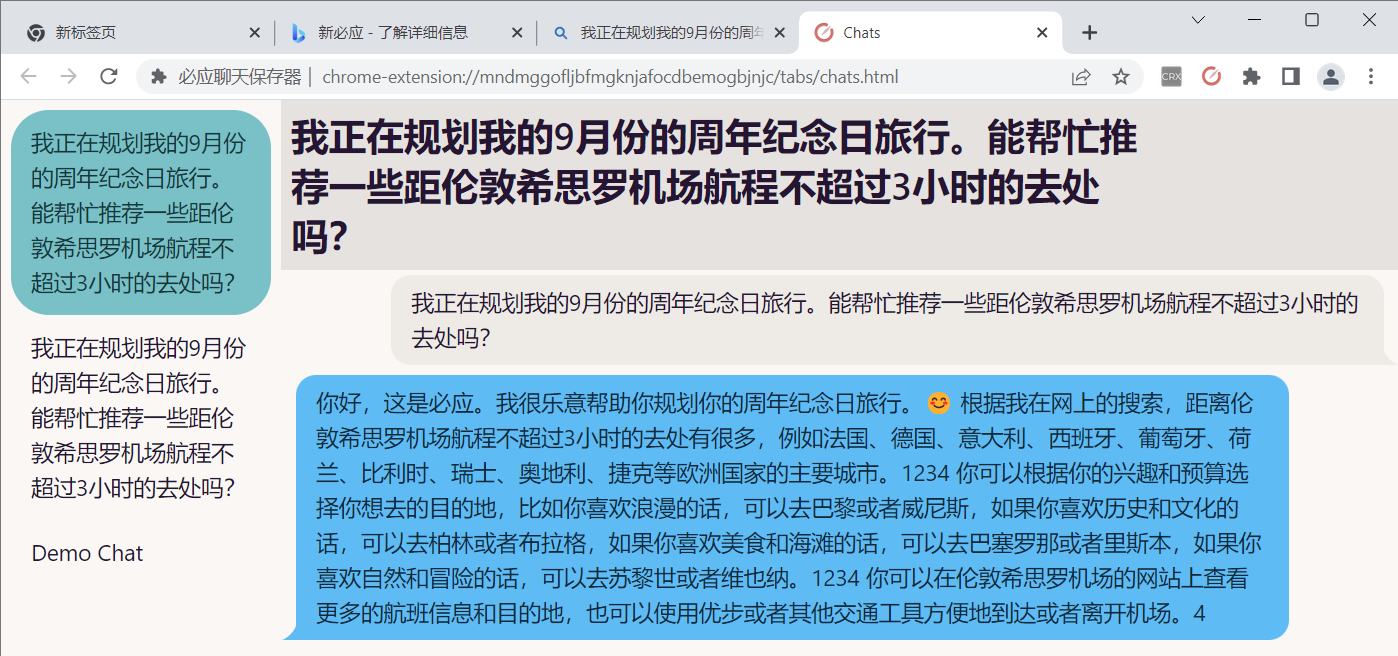 新标签页
新必应 - 了解详细信息
我正在规划我的9月份的周年
Chats
必应聊天保存器 | chrome-extension://mndmggofljbfmgknjafocdbemogbjnjc/tabs/chats.html
CRX
我正在规划我的9月份
的周年纪念日旅行。
能帮忙推荐一些距伦
敦希思罗机场航程不
超过3小时的去处吗?
我正在规划我的9月份
的周年纪念日旅行。
能帮忙推荐一些距伦
敦希思罗机场航程不
超过3小时的去处吗?
Demo Chat
我正在规划我的9月份的周年纪念日旅行。能帮忙推
荐一些距伦敦希思罗机场航程不超过3小时的去处
吗?
我正在规划我的9月份的周年纪念日旅行。能帮忙推荐一些距伦敦希思罗机场航程不超过3小时的
去处吗?
你好，这是必应。我很乐意帮助你规划你的周年纪念日旅行。 😊 根据我在网上的搜索，距离伦
敦希思罗机场航程不超过3小时的去处有很多，例如法国、德国、意大利、西班牙、葡萄牙、荷
兰、比利时、瑞士、奥地利、捷克等欧洲国家的主要城市。1234 你可以根据你的兴趣和预算选
择你想去的目的地，比如你喜欢浪漫的话，可以去巴黎或者威尼斯，如果你喜欢历史和文化的
话，可以去柏林或者布拉格，如果你喜欢美食和海滩的话，可以去巴塞罗那或者里斯本，如果你
喜欢自然和冒险的话，可以去苏黎世或者维也纳。1234 你可以在伦敦希思罗机场的网站上查看
更多的航班信息和目的地，也可以使用优步或者其他交通工具方便地到达或者离开机场。4